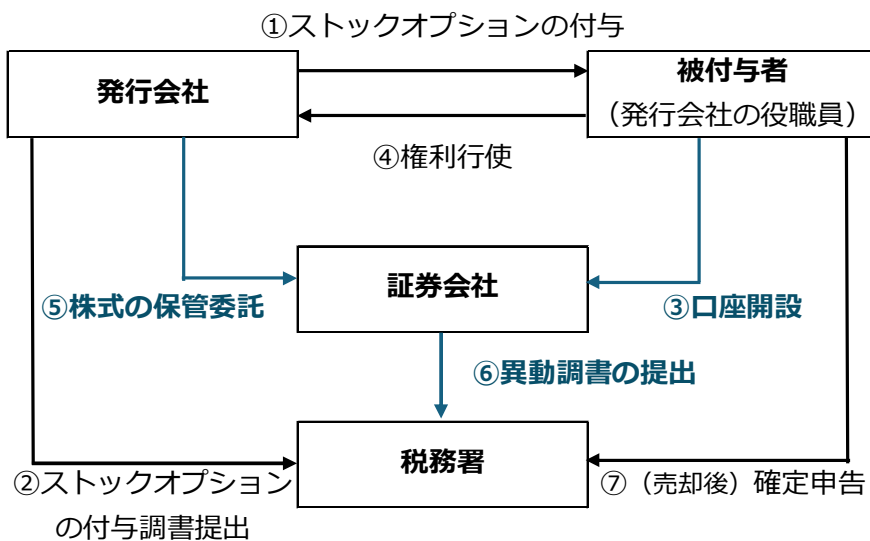 ①ストックオプションの付与
発行会社
被付与者
（発行会社の役職員）
④権利行使
証券会社
⑤株式の保管委託
③口座開設
⑥異動調書の提出
税務署
②ストックオプション
の付与調書提出
⑦（売却後）確定申告